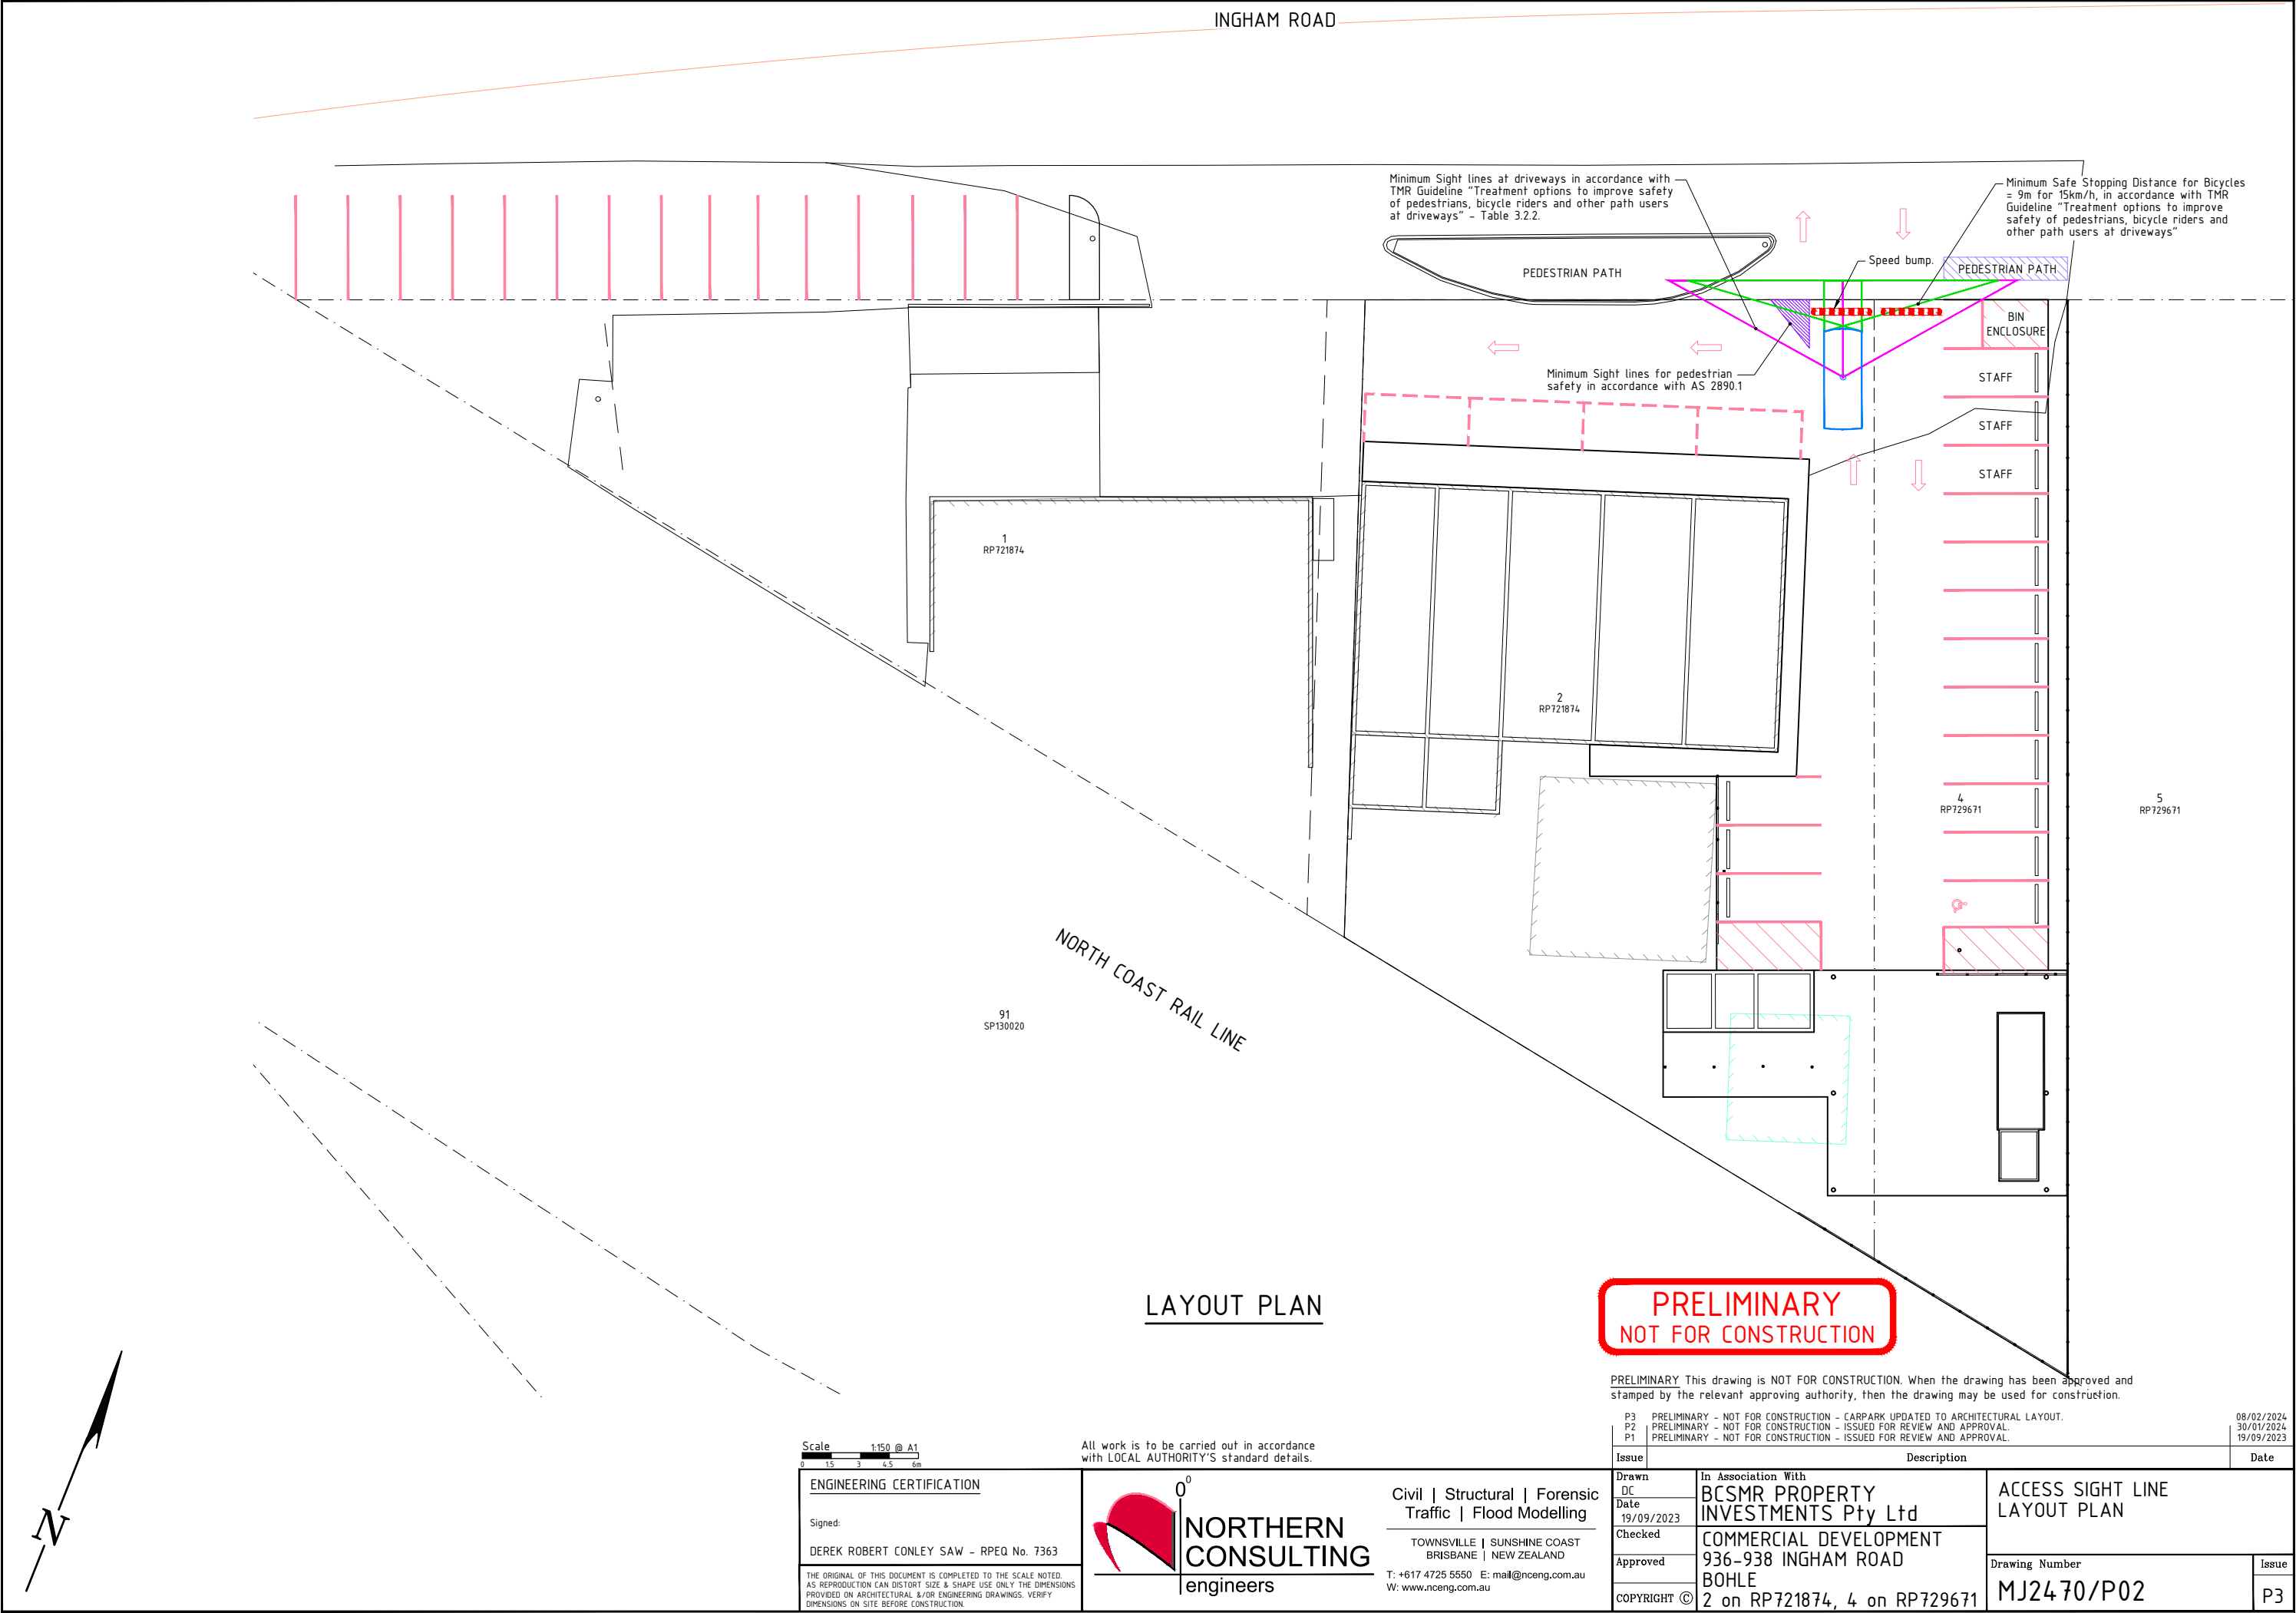 INGHAM ROAD
Minimum Sight lines at driveways in accordance with
TMR Guideline "Treatment options to improve safety
of pedestrians, bicycle riders and other path users
at driveways" - Table 3.2.2.
Minimum Safe Stopping Distance for Bicycles
= 9m for 15km/h, in accordance with TMR
Guideline "Treatment options to improve
safety of pedestrians, bicycle riders and
other path users at driveways"
Speed bump.
PEDESTRIAN PATH
PEDESTRIAN PATH
BIN
ENCLOSURE
STAFF
STAFF
STAFF
Minimum Sight lines for pedestrian
safety in accordance with AS 2890.1
1
RP721874
2
RP721874
4
RP729671
5
RP729671
91
SP130020
NORTH COAST RAIL LINE
LAYOUT PLAN
PRELIMINARY
NOT FOR CONSTRUCTION
PRELIMINARY This drawing is NOT FOR CONSTRUCTION. When the drawing has been approved and
stamped by the relevant approving authority, then the drawing may be used for construction.
P3 PRELIMINARY - NOT FOR CONSTRUCTION - CARPARK UPDATED TO ARCHITECTURAL LAYOUT. 08/02/2024
P2 PRELIMINARY - NOT FOR CONSTRUCTION - ISSUED FOR REVIEW AND APPROVAL. 30/01/2024
P1 PRELIMINARY - NOT FOR CONSTRUCTION - ISSUED FOR REVIEW AND APPROVAL. 19/09/2023
Issue Description Date
N
Scale 1:150 @ A1
0 1.5 3 4.5 6m
All work is to be carried out in accordance
with LOCAL AUTHORITY'S standard details.
ENGINEERING CERTIFICATION
Signed:
DEREK ROBERT CONLEY SAW - RPEQ No. 7363
THE ORIGINAL OF THIS DOCUMENT IS COMPLETED TO THE SCALE NOTED.
AS REPRODUCTION CAN DISTORT SIZE & SHAPE USE ONLY THE DIMENSIONS
PROVIDED ON ARCHITECTURAL &/OR ENGINEERING DRAWINGS. VERIFY
DIMENSIONS ON SITE BEFORE CONSTRUCTION.
0⁰
NORTHERN
CONSULTING
engineers
Civil | Structural | Forensic
Traffic | Flood Modelling
TOWNSVILLE | SUNSHINE COAST
BRISBANE | NEW ZEALAND
T: +617 4725 5550 E: mail@nceng.com.au
W: www.nceng.com.au
Drawn
DC
Date
19/09/2023
Checked
Approved
COPYRIGHT ©
In Association With
BCSMR PROPERTY
INVESTMENTS Pty Ltd
COMMERCIAL DEVELOPMENT
936-938 INGHAM ROAD
BOHLE
2 on RP721874, 4 on RP729671
ACCESS SIGHT LINE
LAYOUT PLAN
Drawing Number
MJ2470/P02
Issue
P3